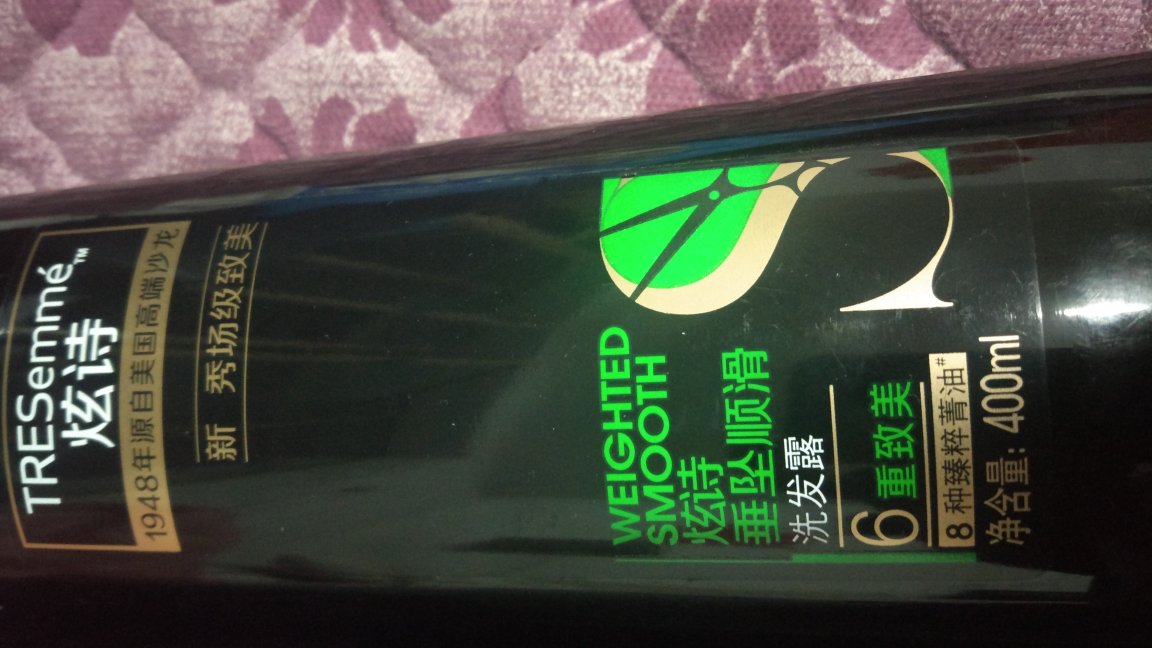 TRESemmé™
炫诗
1948年源自美国高端沙龙
新 秀场级致美
WEIGHTED
SMOOTH
炫诗
垂坠顺滑
洗发露
6重致美
8种臻粹菁油#
净含量: 400ml